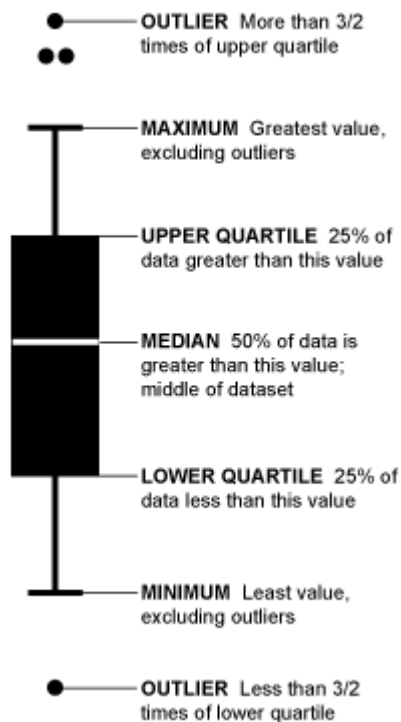 OUTLIER More than 3/2
times of upper quartile
MAXIMUM Greatest value,
excluding outliers
UPPER QUARTILE 25% of
data greater than this value
MEDIAN 50% of data is
greater than this value;
middle of dataset
LOWER QUARTILE 25% of
data less than this value
MINIMUM Least value,
excluding outliers
OUTLIER Less than 3/2
times of lower quartile